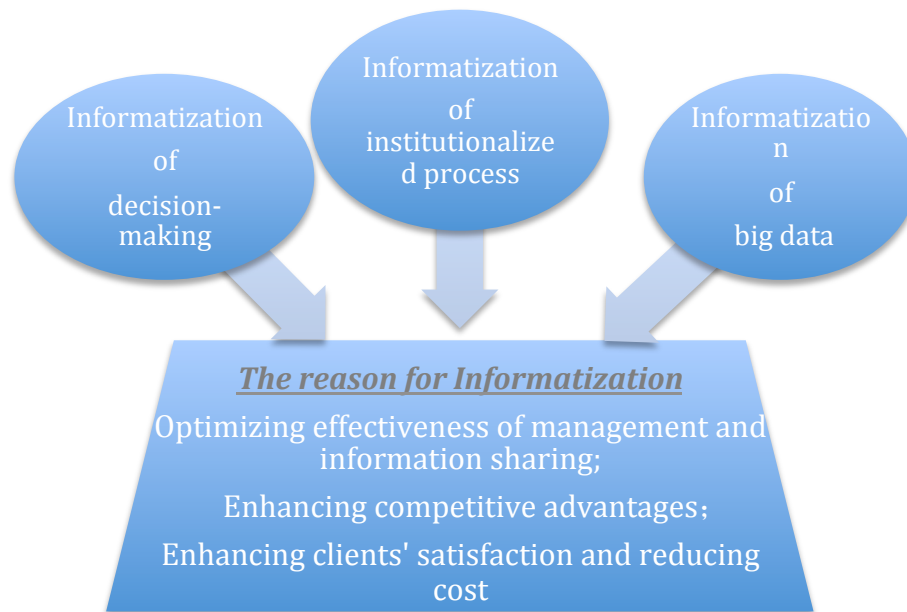 Informatization
of
decision-
making
Informatization
of
institutionalize
d process
Informatizatio
n
of
big data
The reason for Informatization
Optimizing effectiveness of management and
information sharing;
Enhancing competitive advantages；
Enhancing clients' satisfaction and reducing
cost